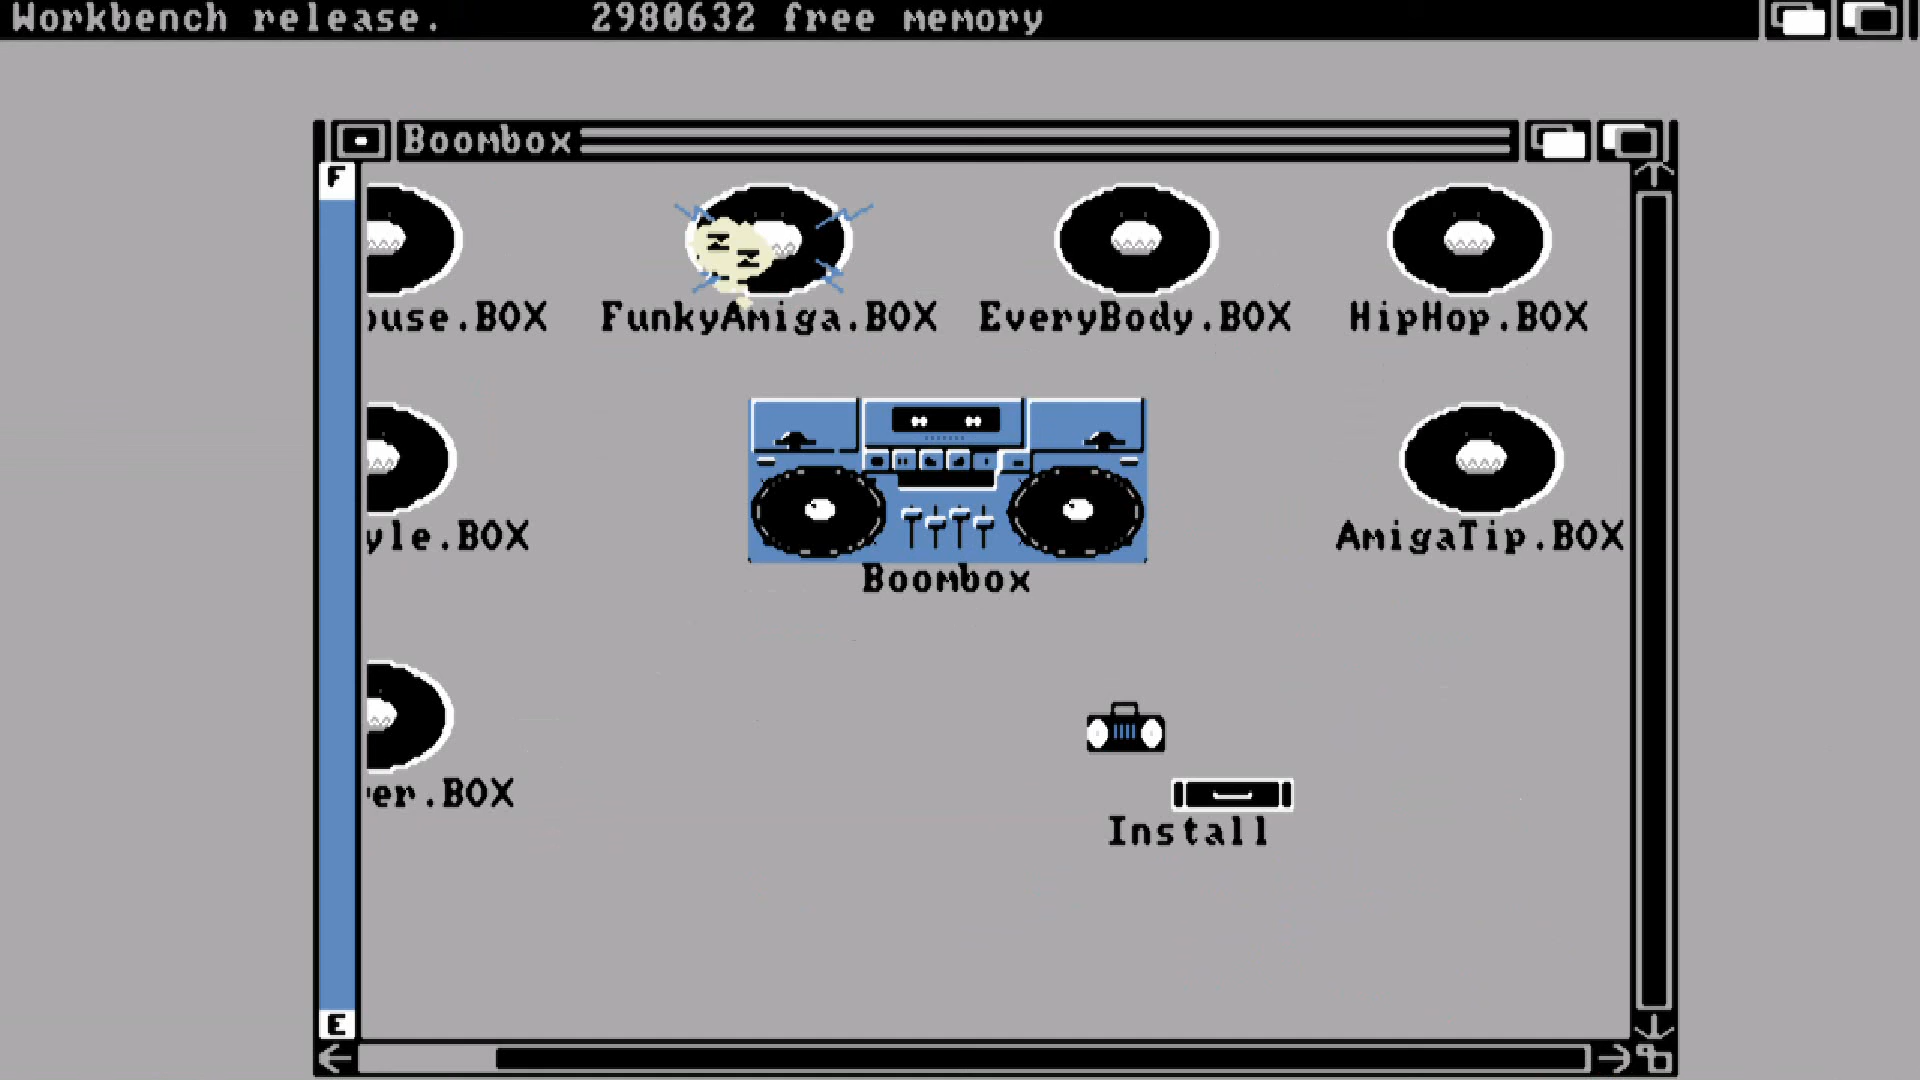 Workbench release. 2980632 free memory
Boombox
F
ouse.BOX FunkyAmiga.BOX EveryBody.BOX HipHop.BOX
Z Z
yle.BOX AmigaTip.BOX
Boombox
er.BOX
Install
E